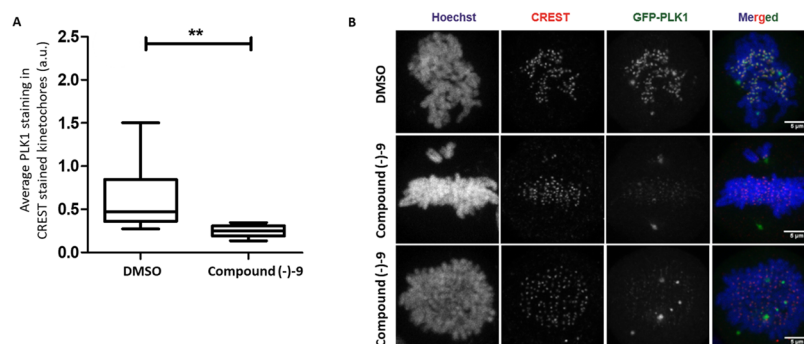 A
Average PLK1 staining in
CREST stained kinetochores (a.u.)
2.5
2.0
1.5
1.0
0.5
0.0
**
DMSO
Compound (-)-9
B
Hoechst
CREST
GFP-PLK1
Merged
DMSO
5 µm
Compound (-)-9
5 µm
Compound (-)-9
5 µm